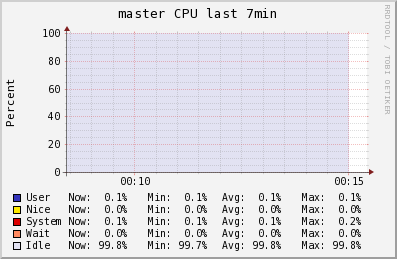 master CPU last 7min
RRDTOOL / TOBI OETIKER
Percent
100
80
60
40
20
0
00:10 00:15
User Now: 0.1% Min: 0.1% Avg: 0.1% Max: 0.1%
Nice Now: 0.0% Min: 0.0% Avg: 0.0% Max: 0.0%
System Now: 0.1% Min: 0.1% Avg: 0.1% Max: 0.2%
Wait Now: 0.0% Min: 0.0% Avg: 0.0% Max: 0.0%
Idle Now: 99.8% Min: 99.7% Avg: 99.8% Max: 99.8%